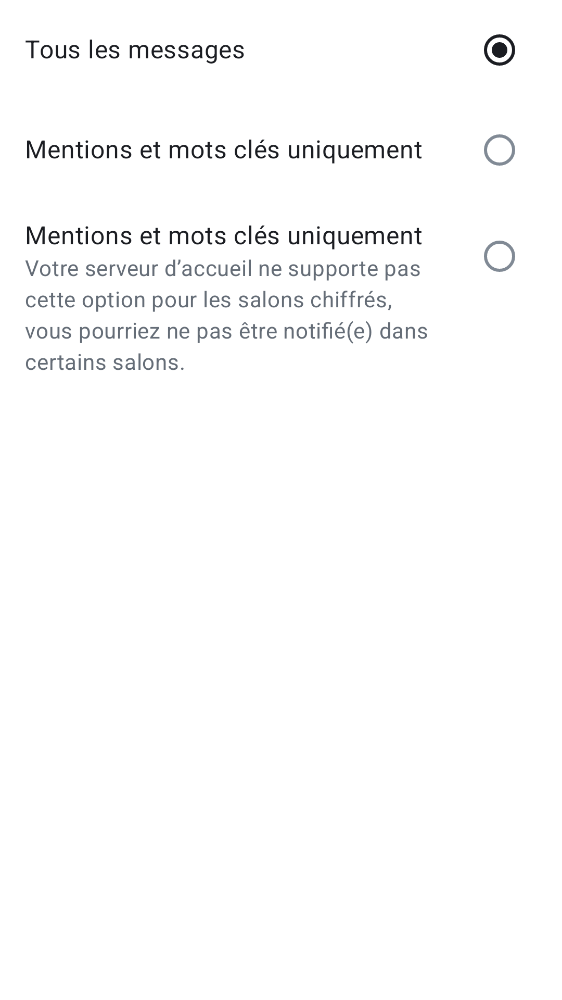 Tous les messages
Mentions et mots clés uniquement
Mentions et mots clés uniquement
Votre serveur d’accueil ne supporte pas
cette option pour les salons chiffrés,
vous pourriez ne pas être notifié(e) dans
certains salons.